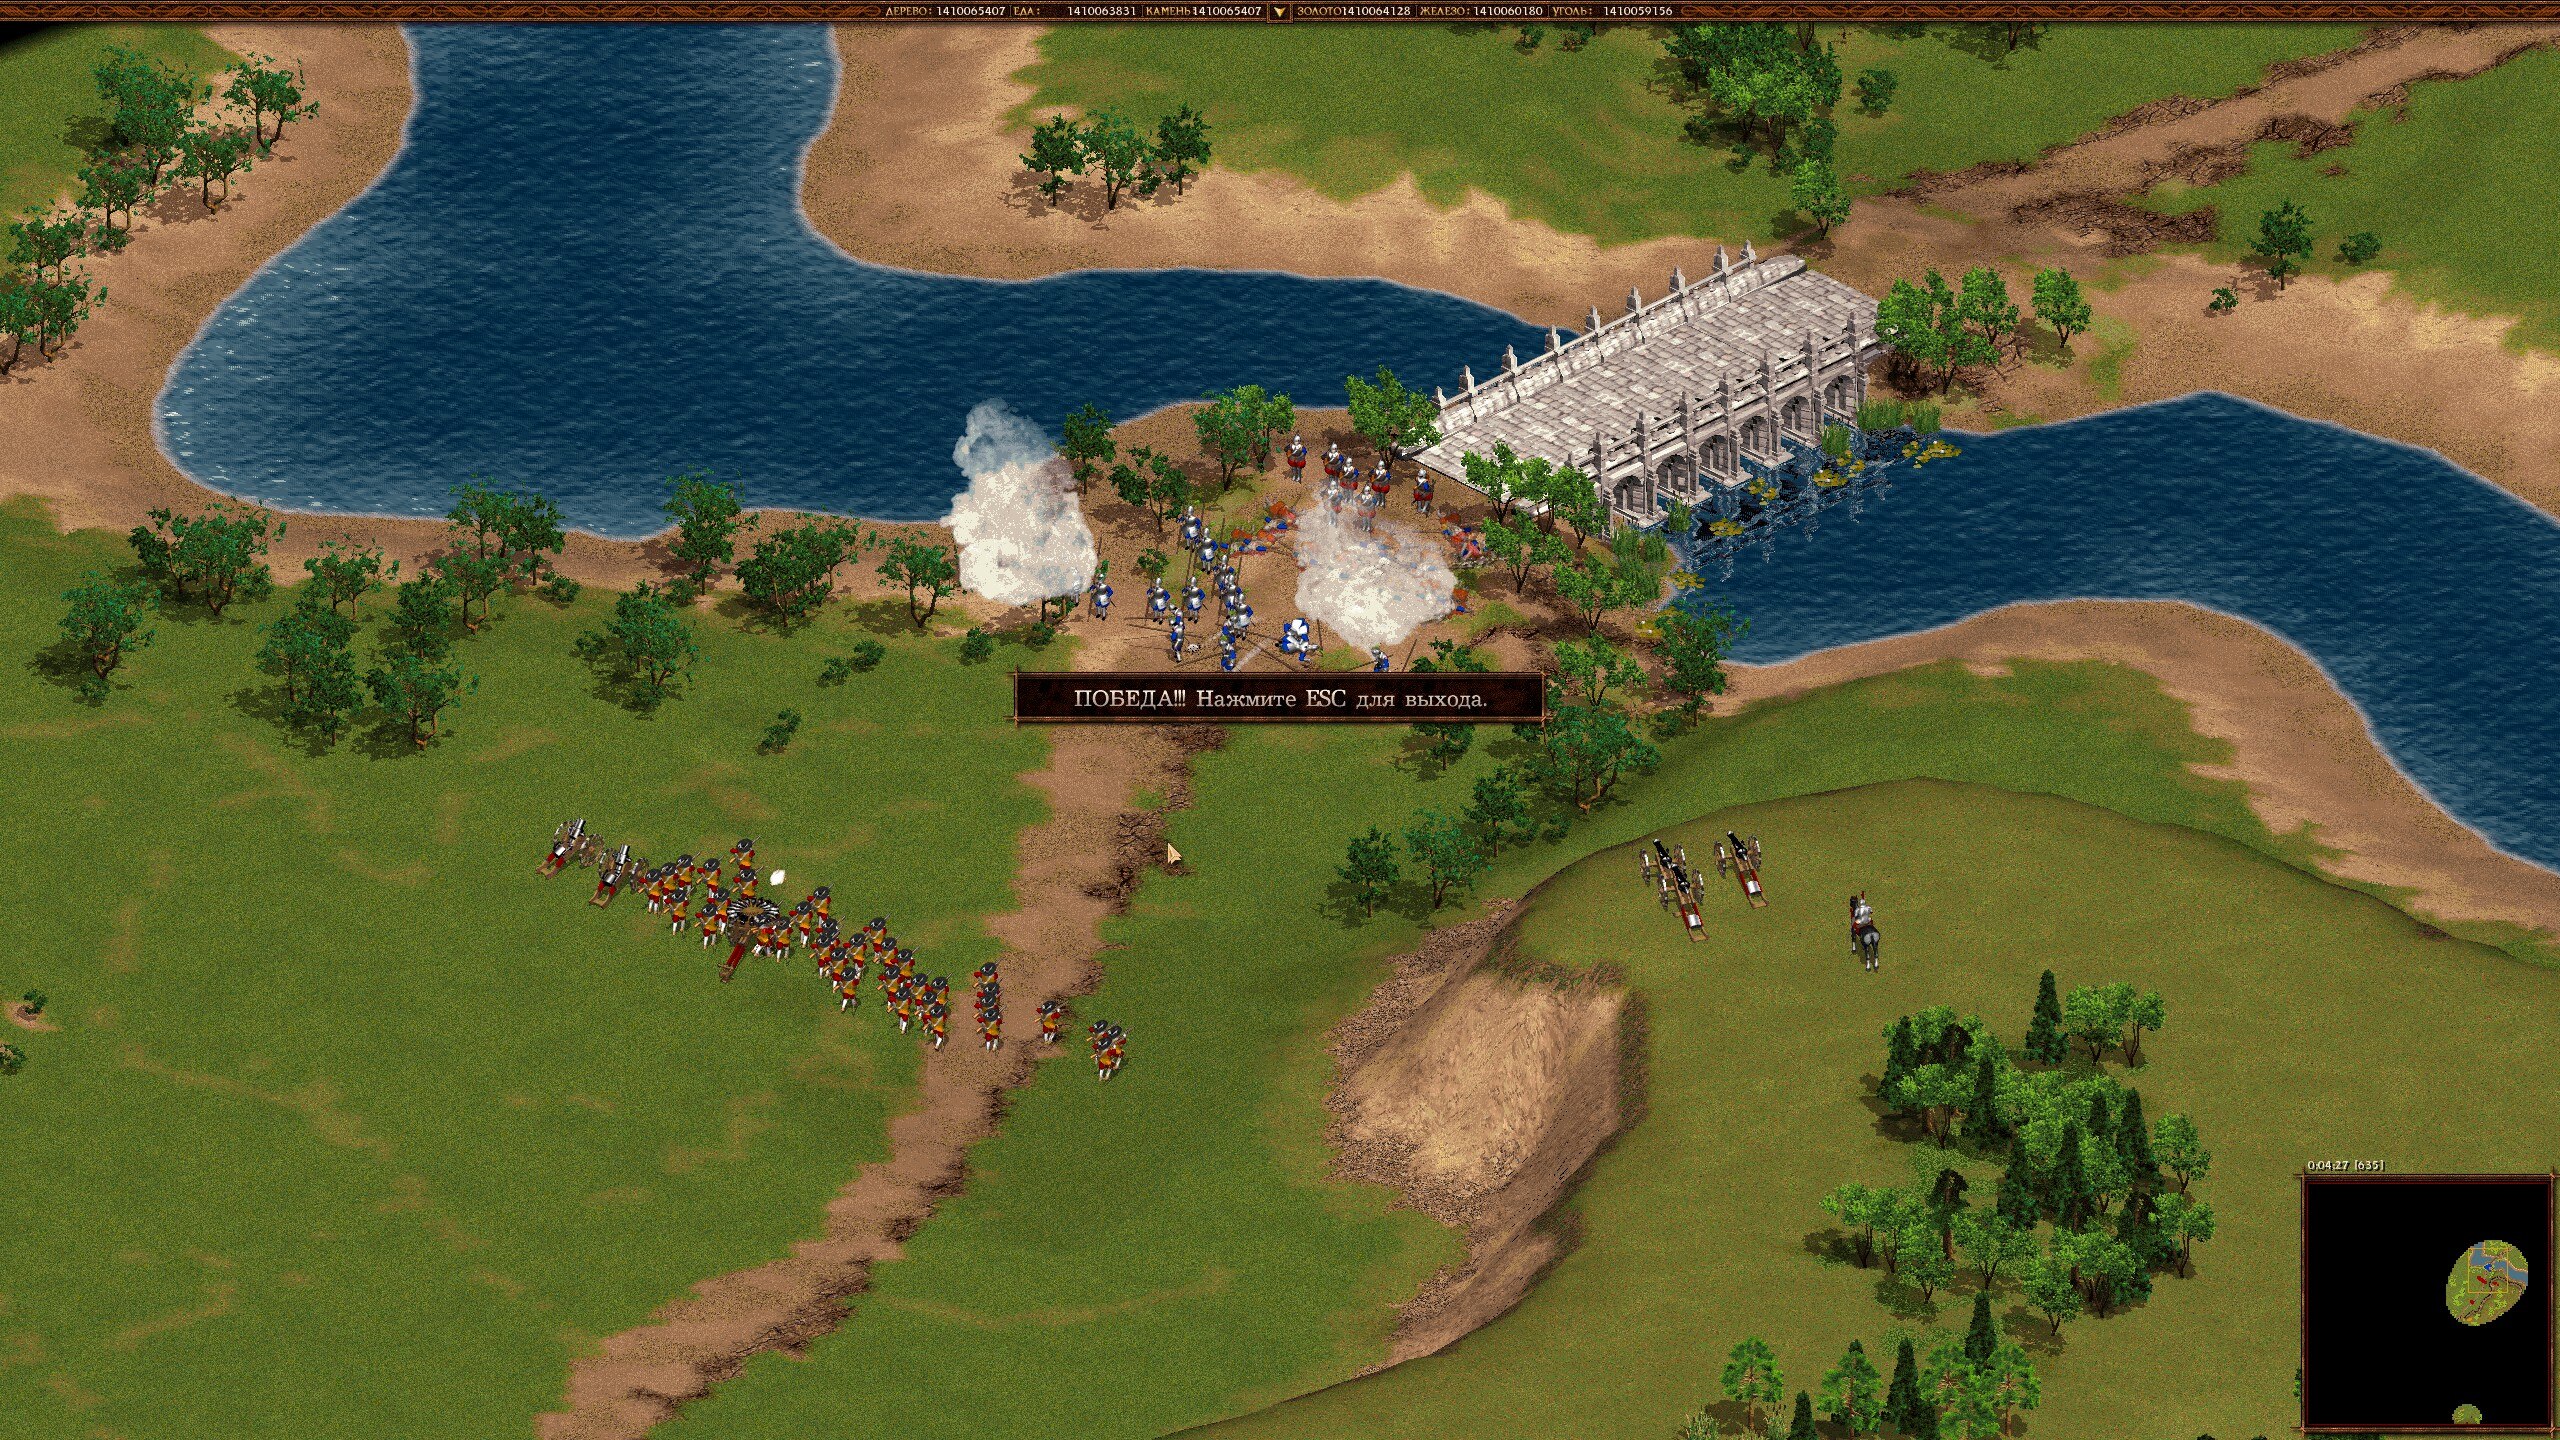 ДЕРЕВО: 1410065407 ЕДА: 1410063831 КАМЕНЬ 1410065407 ЗОЛОТО 1410064128 ЖЕЛЕЗО: 1410060180 УГОЛЬ: 1410059156
ПОБЕДА!!! Нажмите ESC для выхода.
0:04:27 [635]